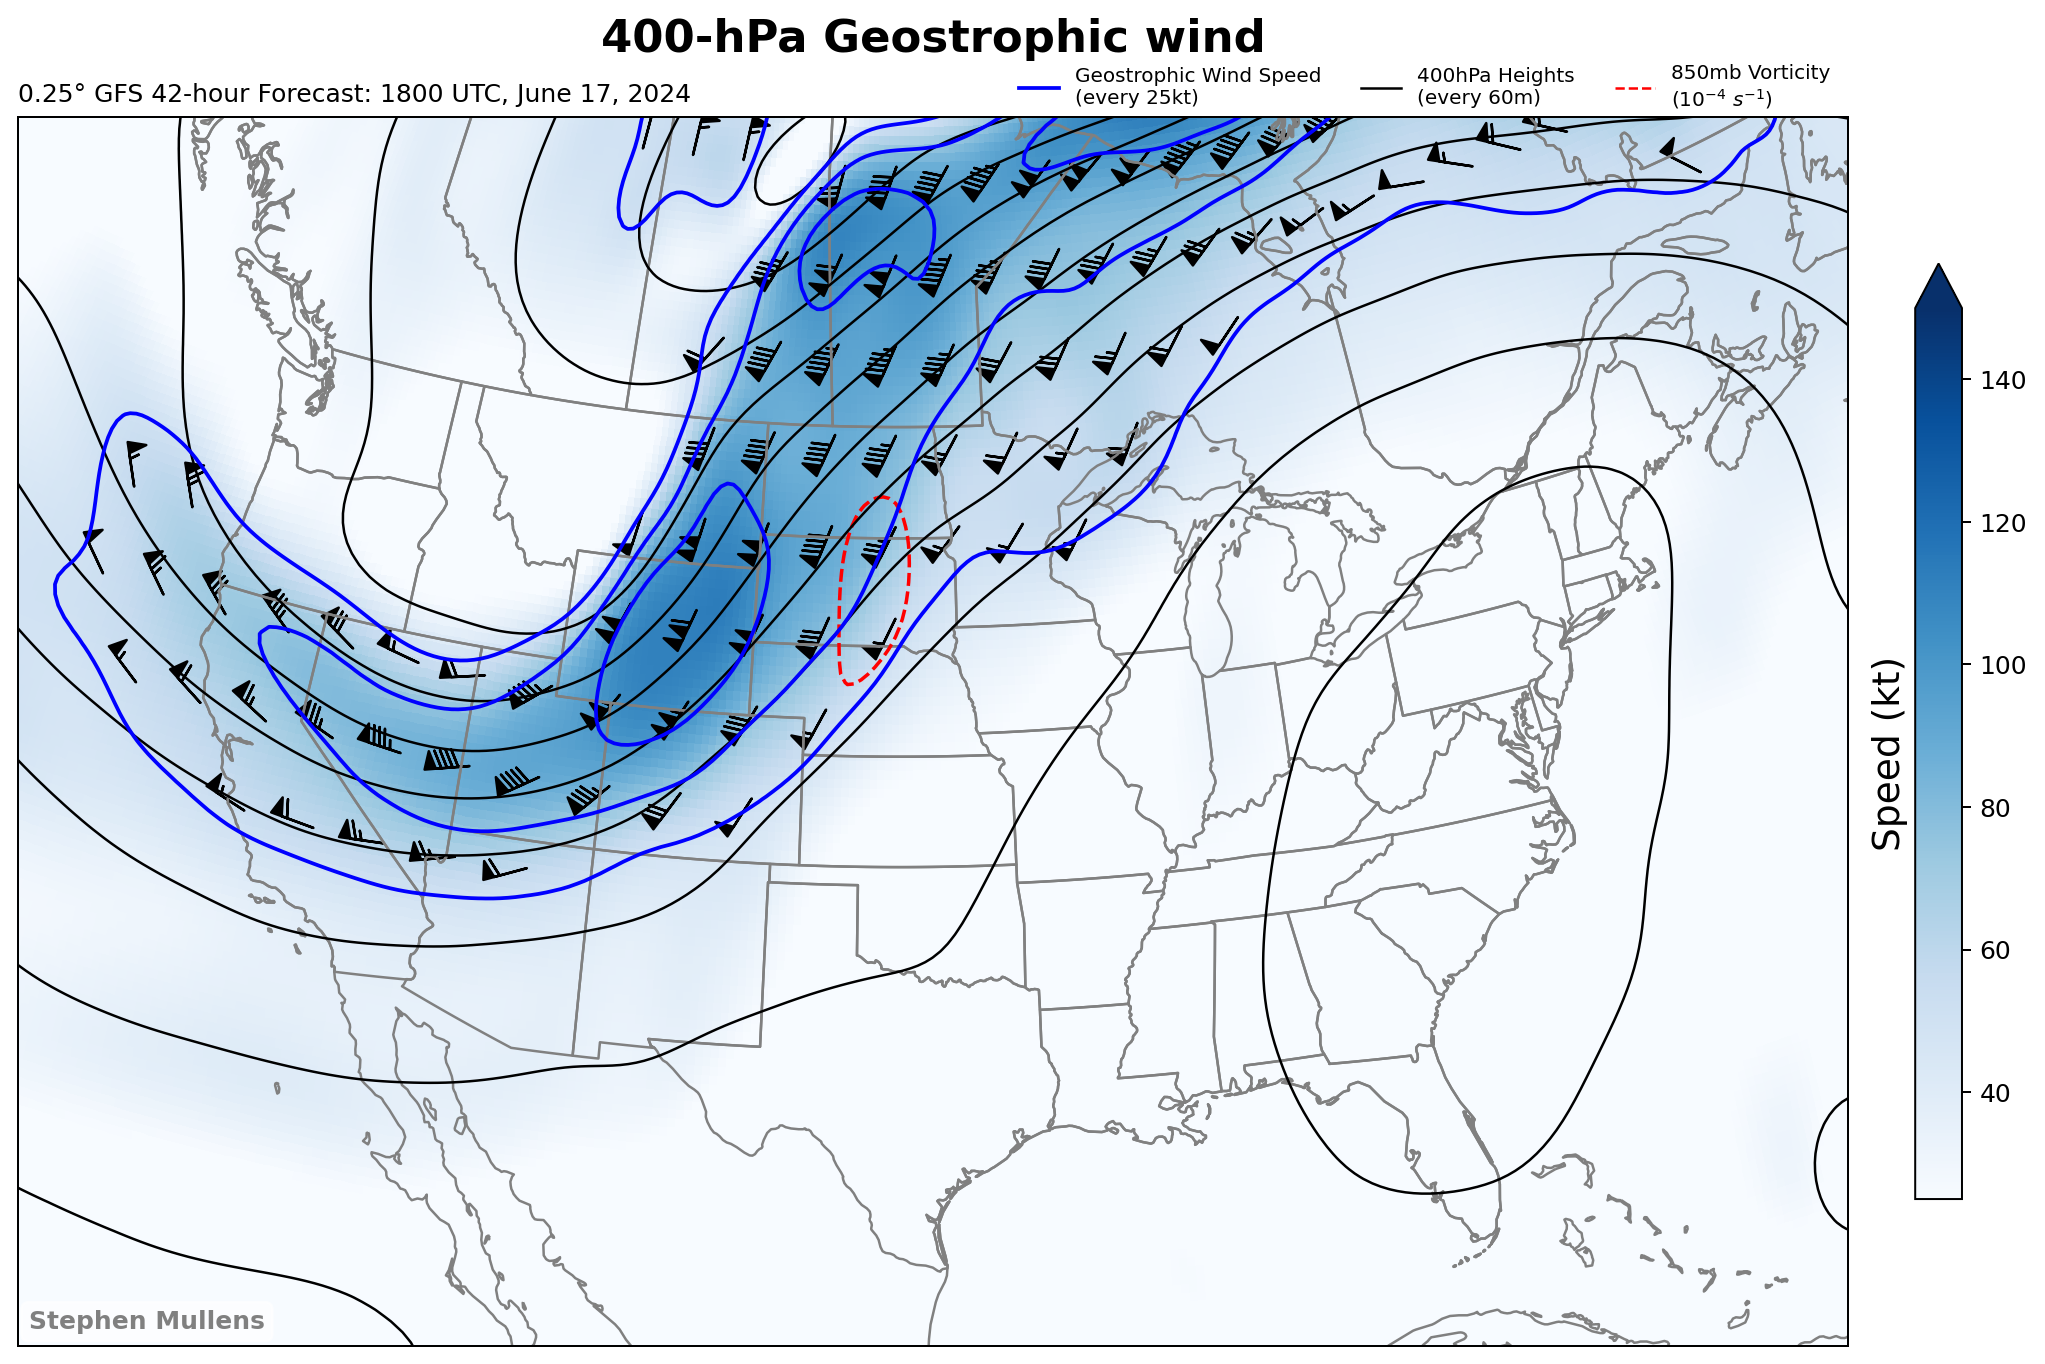 400-hPa Geostrophic wind
0.25° GFS 42-hour Forecast: 1800 UTC, June 17, 2024
Geostrophic Wind Speed
(every 25kt)
400hPa Heights
(every 60m)
850mb Vorticity
(10⁻⁴ s⁻¹)
140
120
100
80
60
40
Speed (kt)
Stephen Mullens